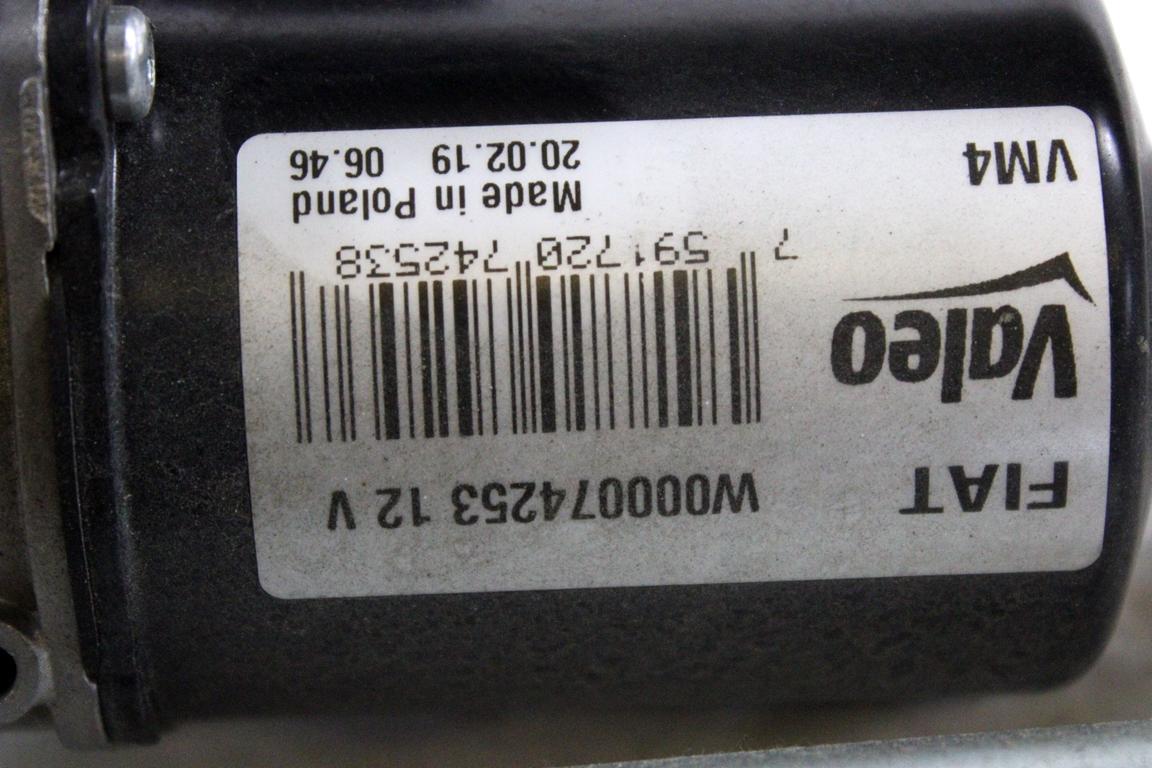 FIAT W000074253 12 V
Valeo
7 591720 742538
Made in Poland
VM4 20.02.19 06.46